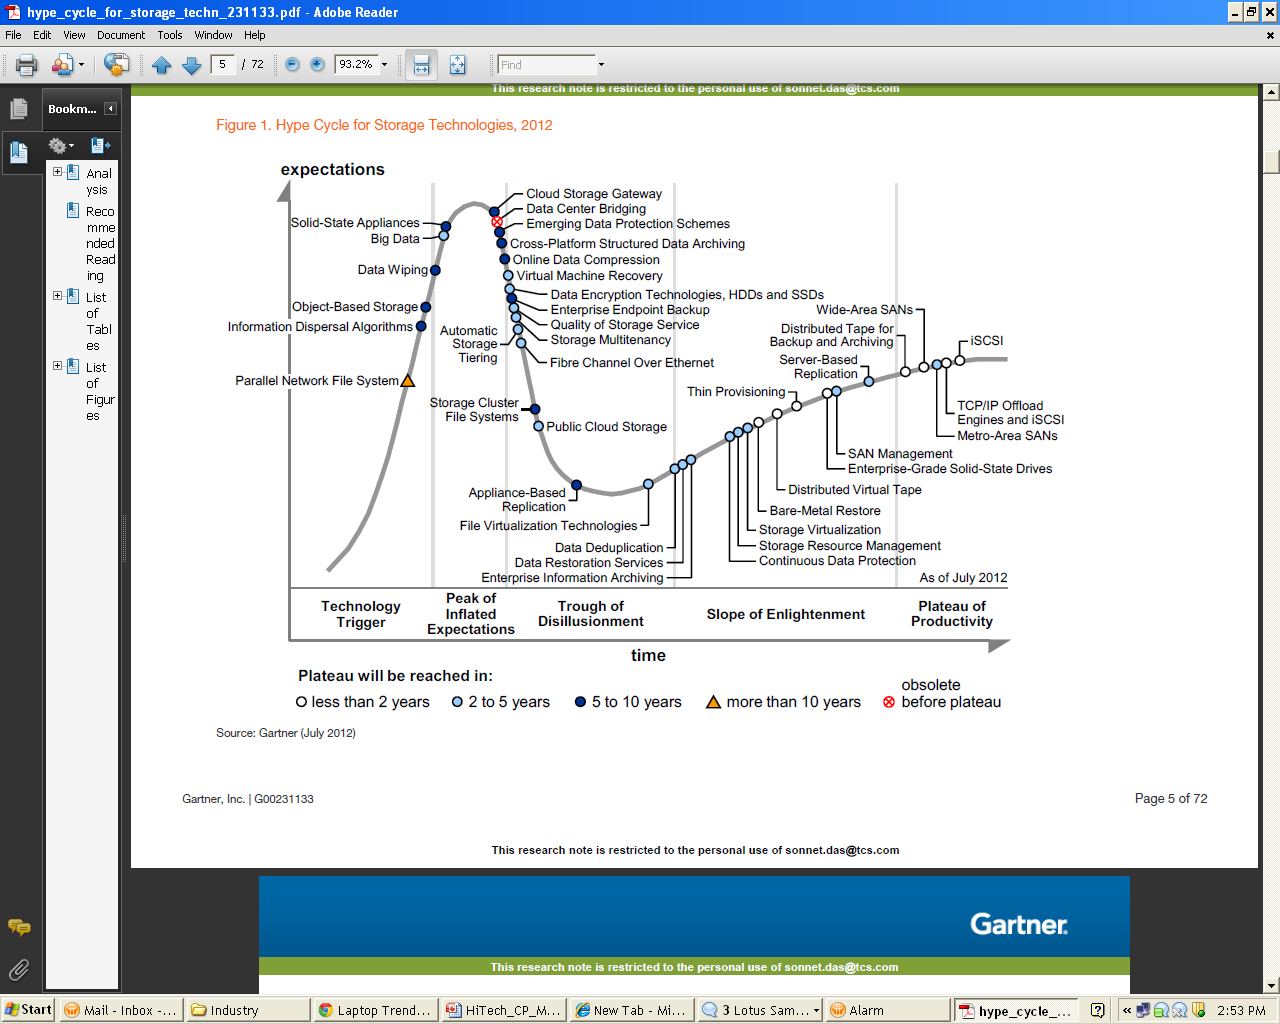 hype_cycle_for_storage_techn_231133.pdf - Adobe Reader
File Edit View Document Tools Window Help
5 / 72 93.2% Find
Bookm...
Anal
ysis
Reco
mme
nded
Read
ing
List
of
Tabl
es
List
of
Figur
es
This research note is restricted to the personal use of sonnet.das@tcs.com
Figure 1. Hype Cycle for Storage Technologies, 2012
expectations
Cloud Storage Gateway
Data Center Bridging
Solid-State Appliances
Emerging Data Protection Schemes
Big Data
Cross-Platform Structured Data Archiving
Online Data Compression
Data Wiping
Virtual Machine Recovery
Data Encryption Technologies, HDDs and SSDs
Object-Based Storage
Enterprise Endpoint Backup
Wide-Area SANs
Information Dispersal Algorithms
Quality of Storage Service
Automatic
Storage
Tiering
Storage Multitenancy
Distributed Tape for
Backup and Archiving
iSCSI
Fibre Channel Over Ethernet
Server-Based
Replication
Parallel Network File System
Thin Provisioning
Storage Cluster
File Systems
TCP/IP Offload
Engines and iSCSI
Public Cloud Storage
Metro-Area SANs
SAN Management
Enterprise-Grade Solid-State Drives
Appliance-Based
Replication
Distributed Virtual Tape
Bare-Metal Restore
File Virtualization Technologies
Storage Virtualization
Data Deduplication
Storage Resource Management
Data Restoration Services
Continuous Data Protection
Enterprise Information Archiving
As of July 2012
Technology
Trigger
Peak of
Inflated
Expectations
Trough of
Disillusionment
Slope of Enlightenment
Plateau of
Productivity
time
Plateau will be reached in:
less than 2 years
2 to 5 years
5 to 10 years
more than 10 years
obsolete
before plateau
Source: Gartner (July 2012)
Gartner, Inc. | G00231133
Page 5 of 72
This research note is restricted to the personal use of sonnet.das@tcs.com
Gartner.
This research note is restricted to the personal use of sonnet.das@tcs.com
Start Mail - Inbox -... Industry Laptop Trend... HiTech_CP_M... New Tab - Mi... 3 Lotus Sam... Alarm hype_cycle_... 2:53 PM